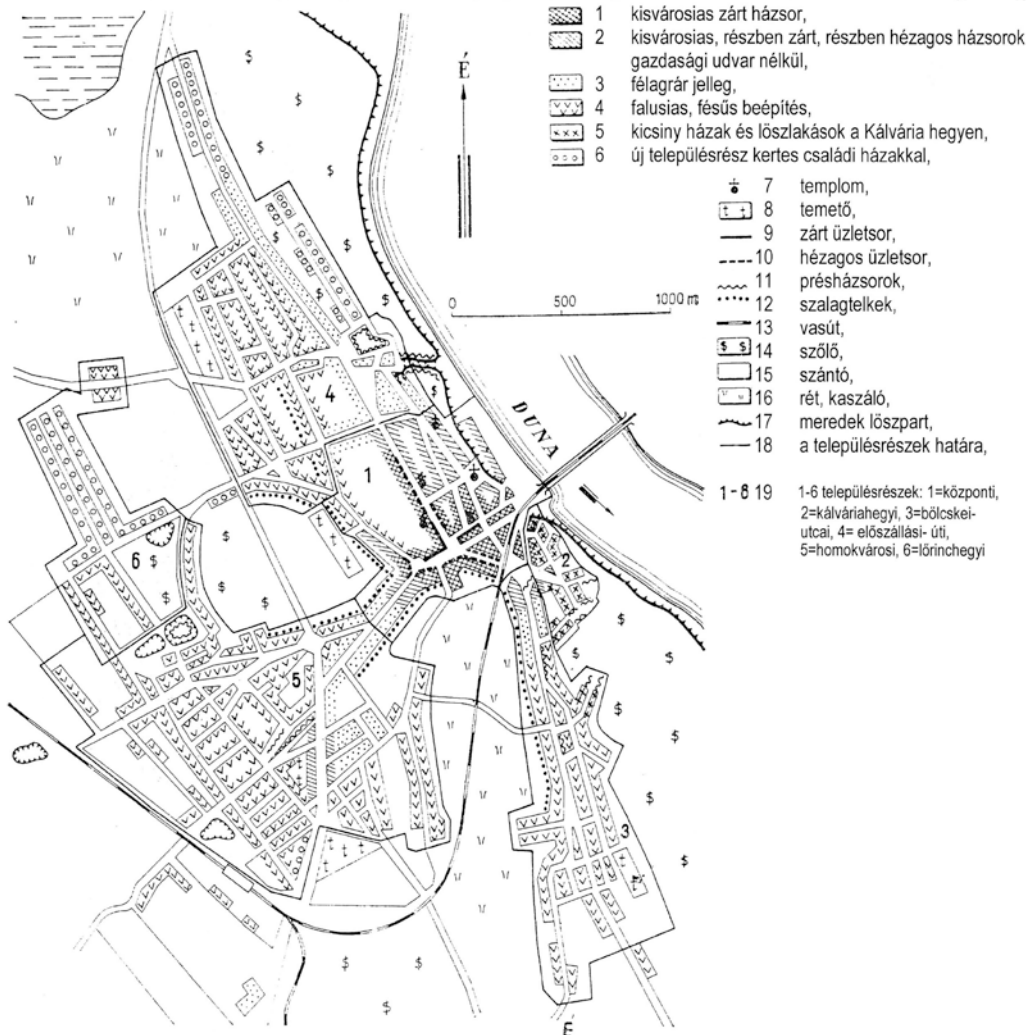 1 kisvárosias zárt házsor,
2 kisvárosias, részben zárt, részben hézagos házsorok
gazdasági udvar nélkül,
3 félagrár jelleg,
4 falusias, fésűs beépítés,
5 kicsiny házak és löszlakások a Kálvária hegyen,
6 új településrész kertes családi házakkal,
7 templom,
8 temető,
9 zárt üzletsor,
10 hézagos üzletsor,
11 présházsorok,
12 szalagtelkek,
13 vasút,
$ $ 14 szőlő,
15 szántó,
16 rét, kaszáló,
17 meredek löszpart,
18 a településrészek határa,
1-6 19 1-6 településrészek: 1=központi,
2=kálváriahegyi, 3=bölcskei-
utcai, 4= előszállási- úti,
5=homokvárosi, 6=lőrinchegyi
É
0 500 1000 m
DUNA
4
1
2
6
5
3